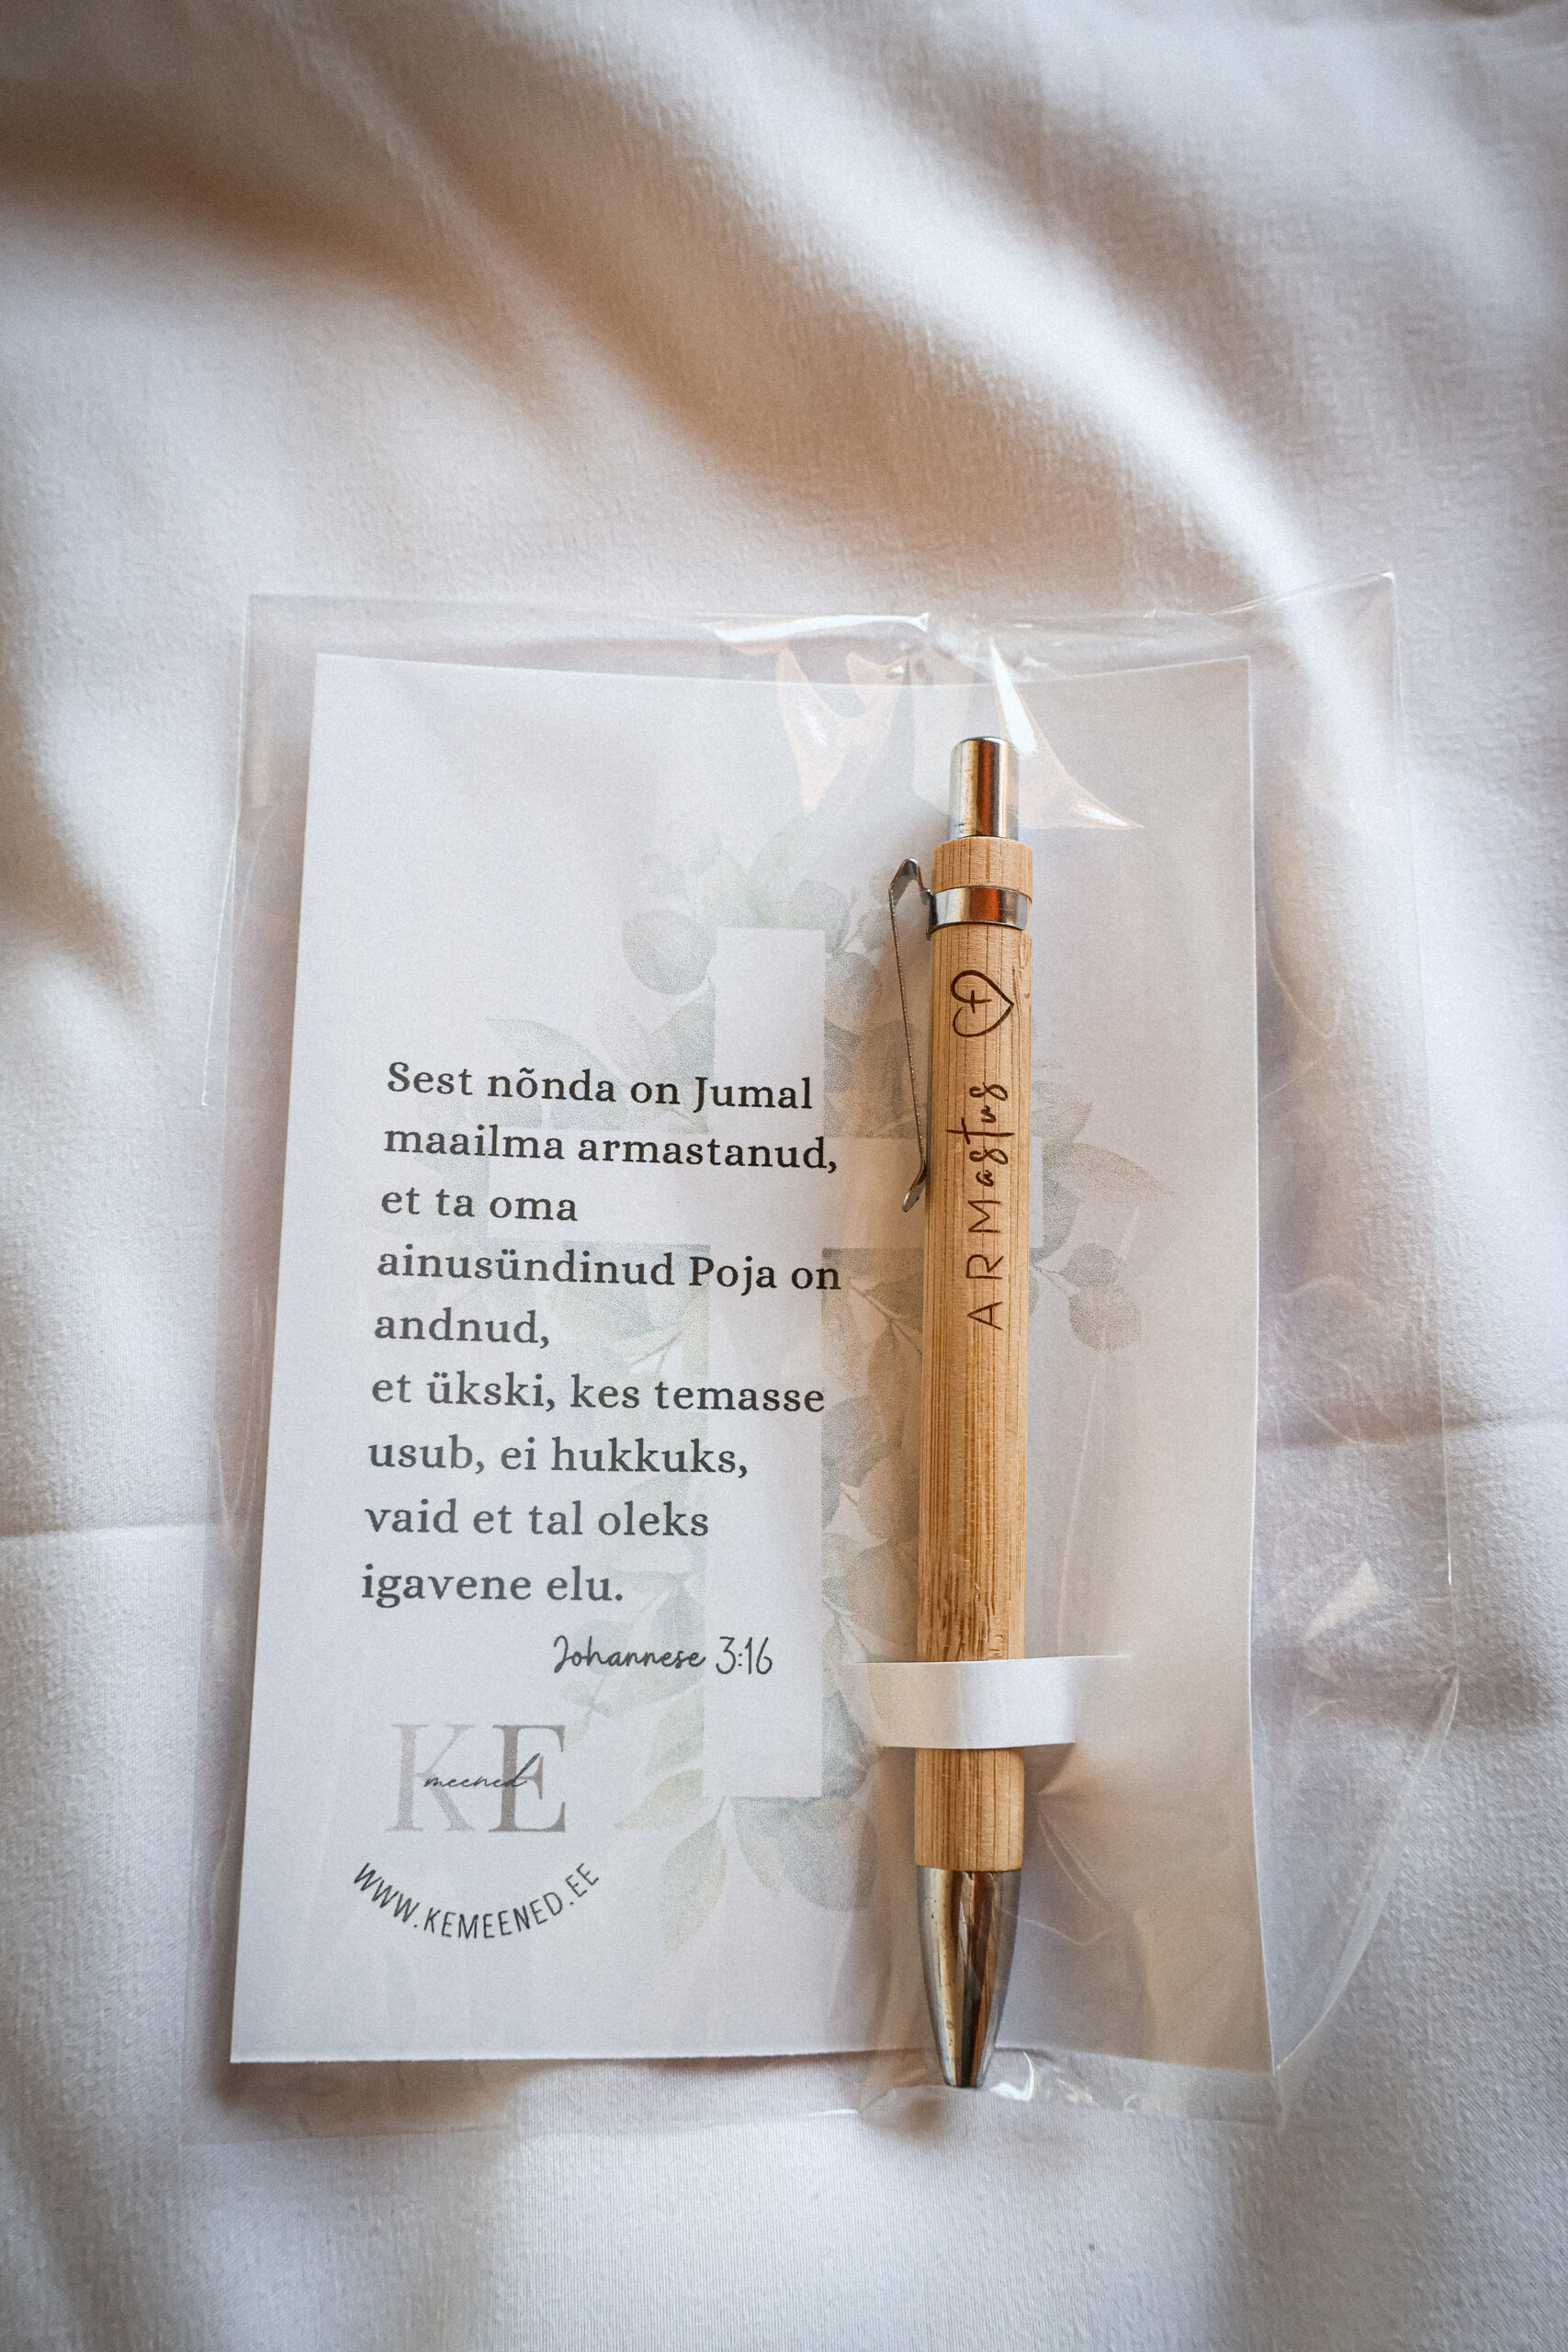 Sest nõnda on Jumal
maailma armastanud,
et ta oma
ainusündinud Poja on
andnud,
et ükski, kes temasse
usub, ei hukkuks,
vaid et tal oleks
igavene elu.
Johannese 3:16
KE
meened
WWW.KEMEENED.EE
ARMastus